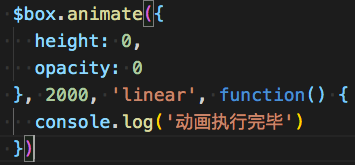 $box.animate({
  height: 0,
  opacity: 0
}, 2000, 'linear', function() {
  console.log('动画执行完毕')
})